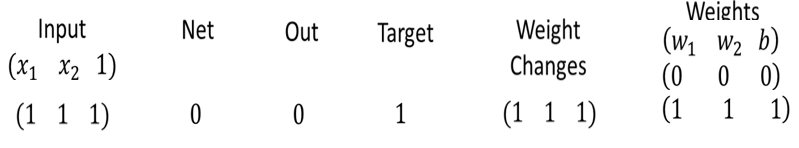 Input Net Out Target Weight Changes Weights
(x₁ x₂ 1) (w₁ w₂ b)
(0 0 0)
(1 1 1) 0 0 1 (1 1 1) (1 1 1)